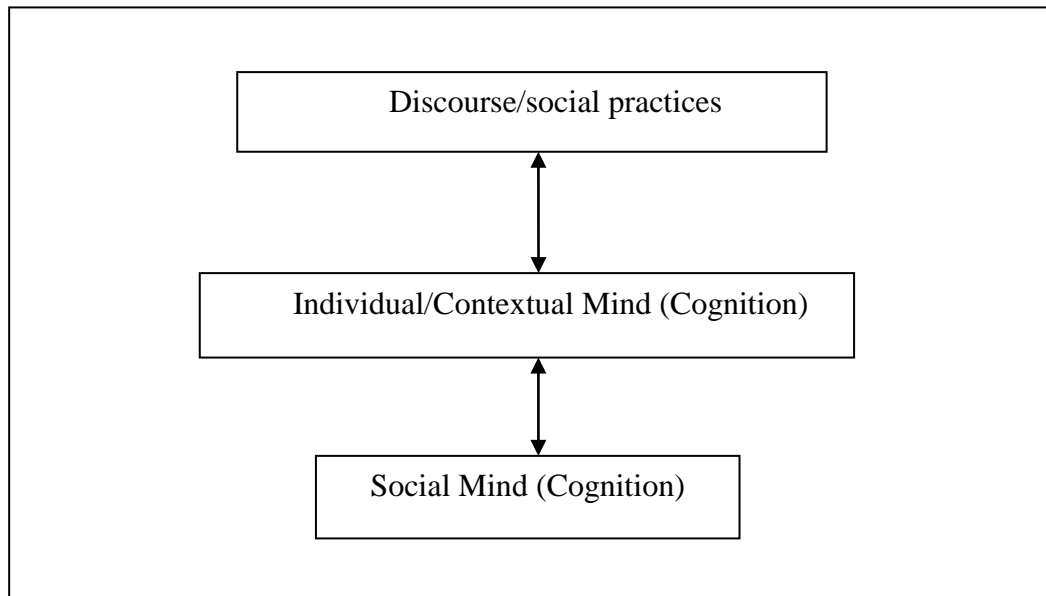 Discourse/social practices
Individual/Contextual Mind (Cognition)
Social Mind (Cognition)